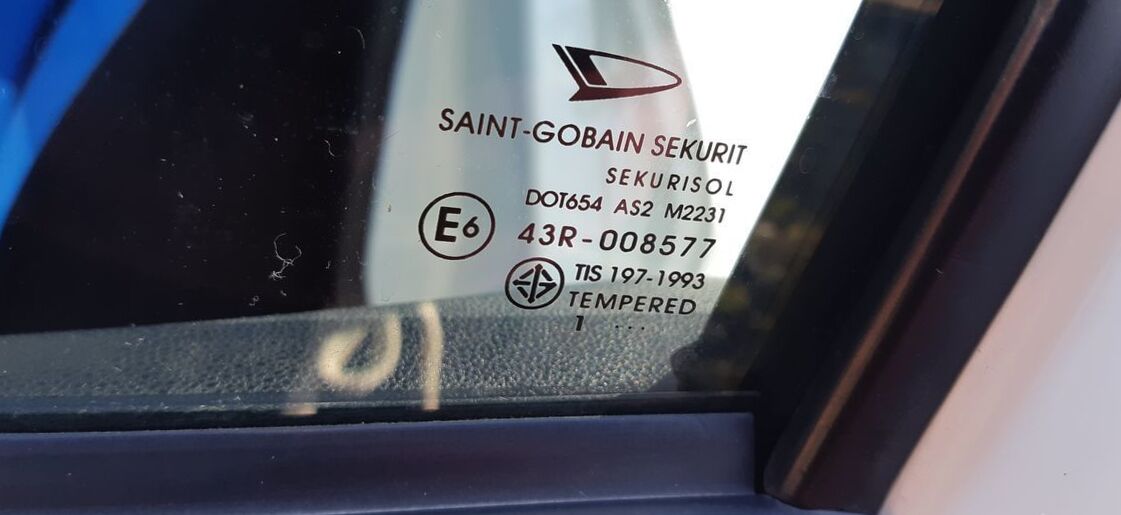 SAINT-GOBAIN SEKURIT
SEKURISOL
DOT654 AS2 M2231
E6 43R-008577
TIS 197-1993
TEMPERED
1 ...